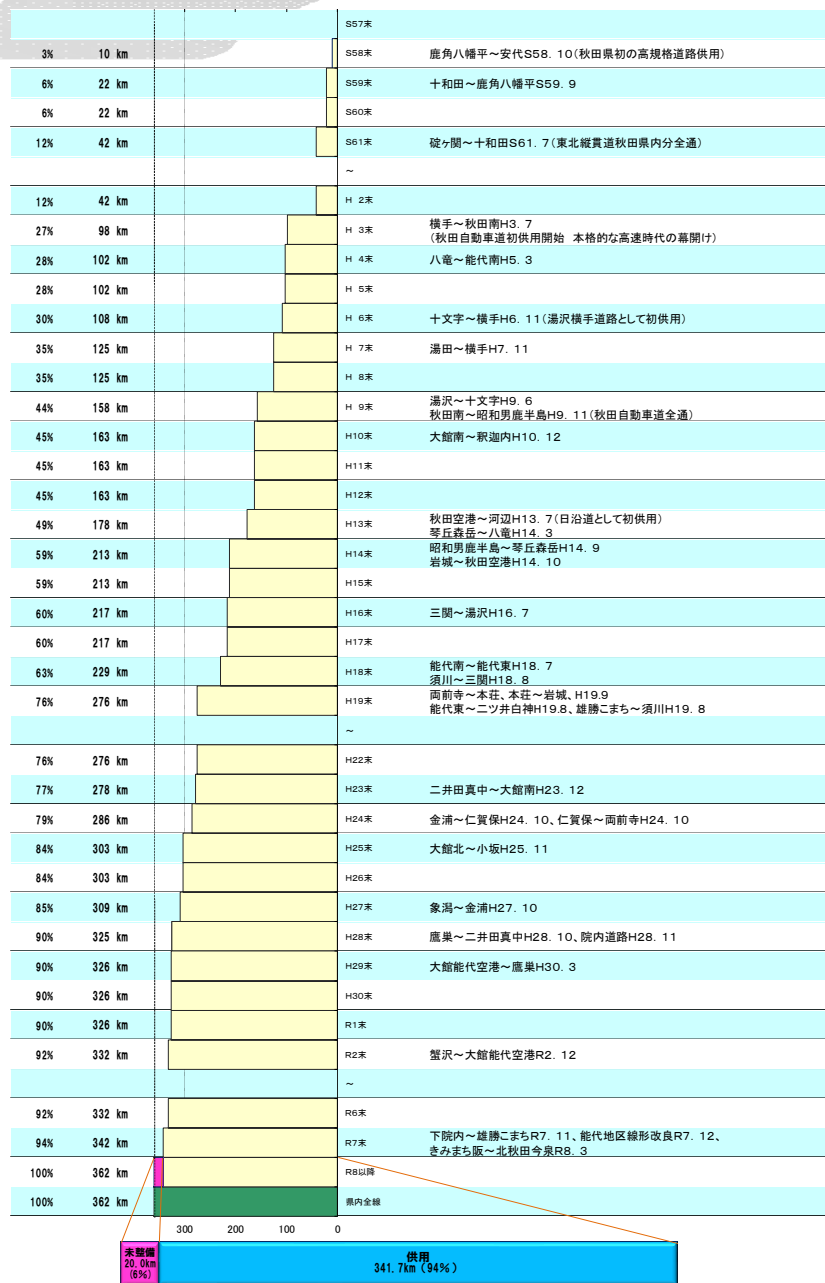 S57末
3% 10 km S58末 鹿角八幡平～安代S58. 10(秋田県初の高規格道路供用)
6% 22 km S59末 十和田～鹿角八幡平S59. 9
6% 22 km S60末
12% 42 km S61末 碇ヶ関～十和田S61. 7(東北縦貫道秋田県内分全通)
～
12% 42 km H 2末
27% 98 km H 3末 横手～秋田南H3. 7
(秋田自動車道初供用開始 本格的な高速時代の幕開け)
28% 102 km H 4末 八竜～能代南H5. 3
28% 102 km H 5末
30% 108 km H 6末 十文字～横手H6. 11(湯沢横手道路として初供用)
35% 125 km H 7末 湯田～横手H7. 11
35% 125 km H 8末
44% 158 km H 9末 湯沢～十文字H9. 6
秋田南～昭和男鹿半島H9. 11(秋田自動車道全通)
45% 163 km H10末 大館南～釈迦内H10. 12
45% 163 km H11末
45% 163 km H12末
49% 178 km H13末 秋田空港～河辺H13. 7(日沿道として初供用)
琴丘森岳～八竜H14. 3
59% 213 km H14末 昭和男鹿半島～琴丘森岳H14. 9
岩城～秋田空港H14. 10
59% 213 km H15末
60% 217 km H16末 三関～湯沢H16. 7
60% 217 km H17末
63% 229 km H18末 能代南～能代東H18. 7
須川～三関H18. 8
76% 276 km H19末 両前寺～本荘、本荘～岩城、H19.9
能代東～二ツ井白神H19.8、雄勝こまち～須川H19. 8
～
76% 276 km H22末
77% 278 km H23末 二井田真中～大館南H23. 12
79% 286 km H24末 金浦～仁賀保H24. 10、仁賀保～両前寺H24. 10
84% 303 km H25末 大館北～小坂H25. 11
84% 303 km H26末
85% 309 km H27末 象潟～金浦H27. 10
90% 325 km H28末 鷹巣～二井田真中H28. 10、院内道路H28. 11
90% 326 km H29末 大館能代空港～鷹巣H30. 3
90% 326 km H30末
90% 326 km R1末
92% 332 km R2末 蟹沢～大館能代空港R2. 12
～
92% 332 km R6末
94% 342 km R7末 下院内～雄勝こまちR7. 11、能代地区線形改良R7. 12、
きみまち阪～北秋田今泉R8. 3
100% 362 km R8以降
100% 362 km 県内全線
300 200 100 0
未整備
20.0km
(6%)
供用
341.7km (94%)